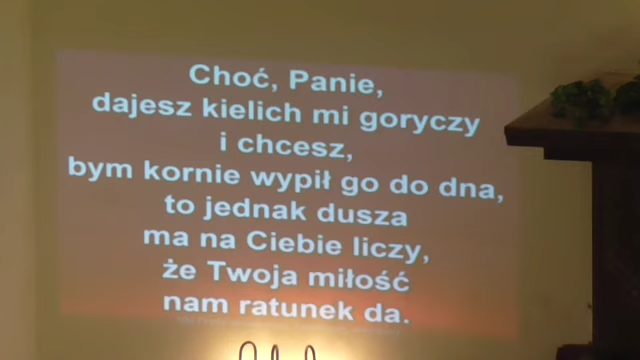 Choć, Panie,
dajesz kielich mi goryczy
i chcesz,
bym kornie wypił go do dna,
to jednak dusza
ma na Ciebie liczy,
że Twoja miłość
nam ratunek da.